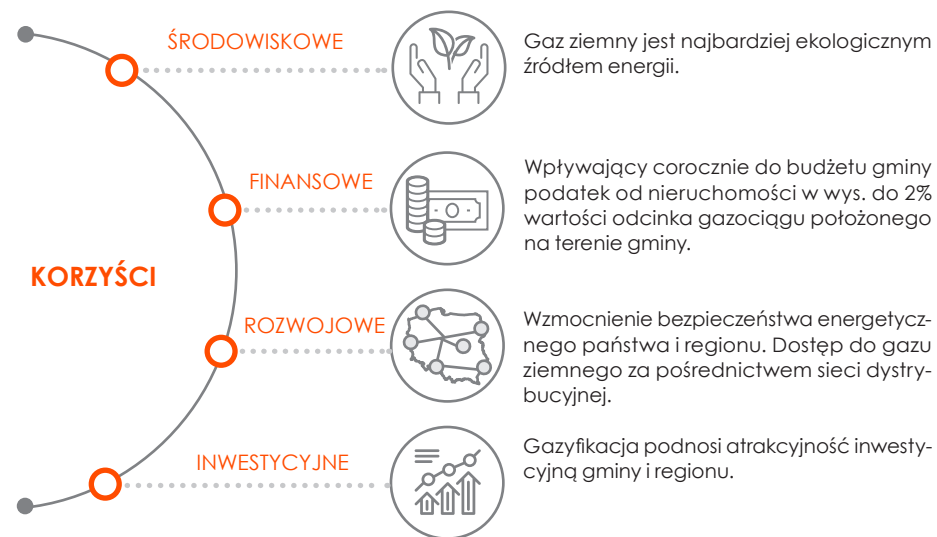 KORZYŚCI
ŚRODOWISKOWE
Gaz ziemny jest najbardziej ekologicznym
źródłem energii.
FINANSOWE
Wpływający corocznie do budżetu gminy
podatek od nieruchomości w wys. do 2%
wartości odcinka gazociągu położonego
na terenie gminy.
ROZWOJOWE
Wzmocnienie bezpieczeństwa energetycz-
nego państwa i regionu. Dostęp do gazu
ziemnego za pośrednictwem sieci dystry-
bucyjnej.
INWESTYCYJNE
Gazyfikacja podnosi atrakcyjność inwesty-
cyjną gminy i regionu.